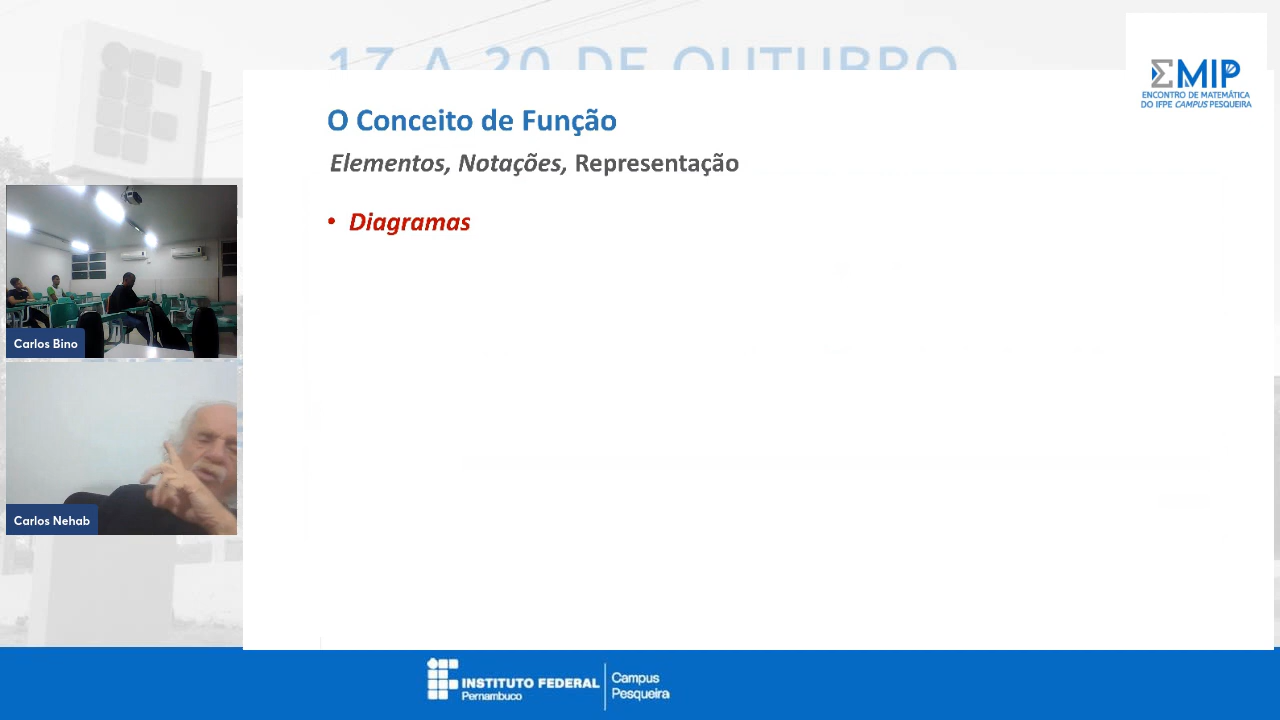 17 A 20 DE OUTUBRO
ΣMIP
ENCONTRO DE MATEMÁTICA
DO IFPE CAMPUS PESQUEIRA
O Conceito de Função
Elementos, Notações, Representação
• Diagramas
Carlos Bino
Carlos Nehab
INSTITUTO FEDERAL
Pernambuco
Campus
Pesqueira